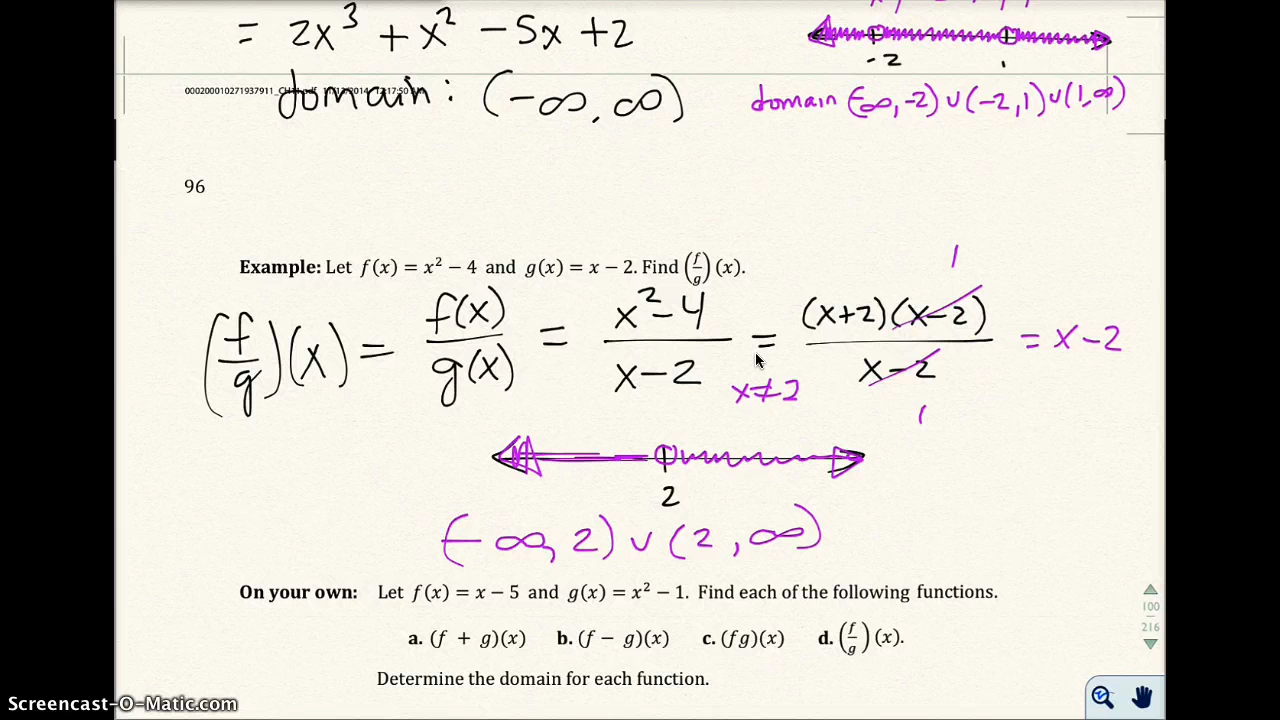 = 2x³ + x² - 5x + 2
-2 1
domain: (-∞, ∞)
domain (-∞, -2) ∪ (-2, 1) ∪ (1, ∞)
96
Example: Let f(x) = x² − 4 and g(x) = x − 2. Find (f/g)(x).
(f/g)(x) = f(x)/g(x) = x²-4/x-2 = (x+2)(x-2)/x-2 = x-2
1
x≠2
1
2
(-∞, 2) ∪ (2, ∞)
On your own: Let f(x) = x − 5 and g(x) = x² − 1. Find each of the following functions.
a. (f + g)(x) b. (f − g)(x) c. (fg)(x) d. (f/g)(x).
Determine the domain for each function.
100
216
Screencast-O-Matic.com